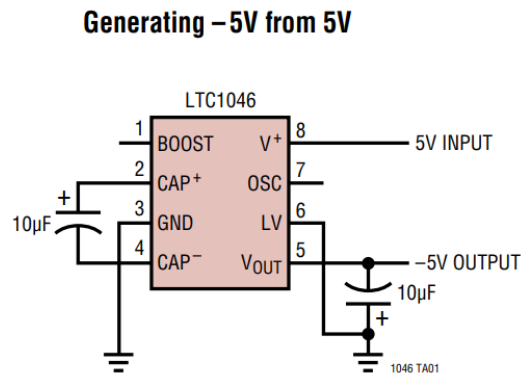 Generating –5V from 5V
LTC1046
1
BOOST
V+
8
5V INPUT
2
CAP+
OSC
7
+
10µF
3
GND
LV
6
4
CAP–
VOUT
5
–5V OUTPUT
10µF
+
1046 TA01